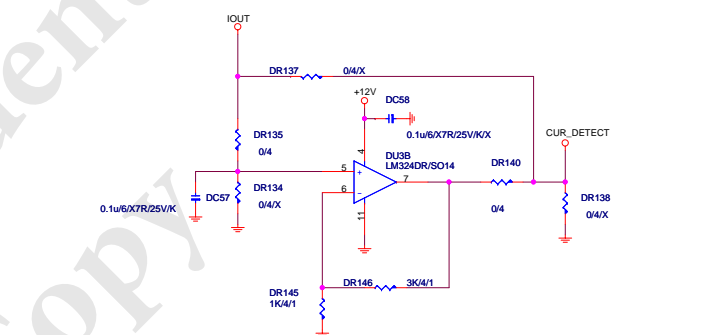 IOUT
DR137 0/4/X
+12V
DC58
0.1u/6/X7R/25V/K/X
CUR_DETECT
DR135
0/4
4
DU3B
LM324DR/SO14
5
+
7
DR140
0/4
6
-
DC57
0.1u/6/X7R/25V/K
DR134
0/4/X
DR138
0/4/X
11
DR146 3K/4/1
DR145
1K/4/1
Copy